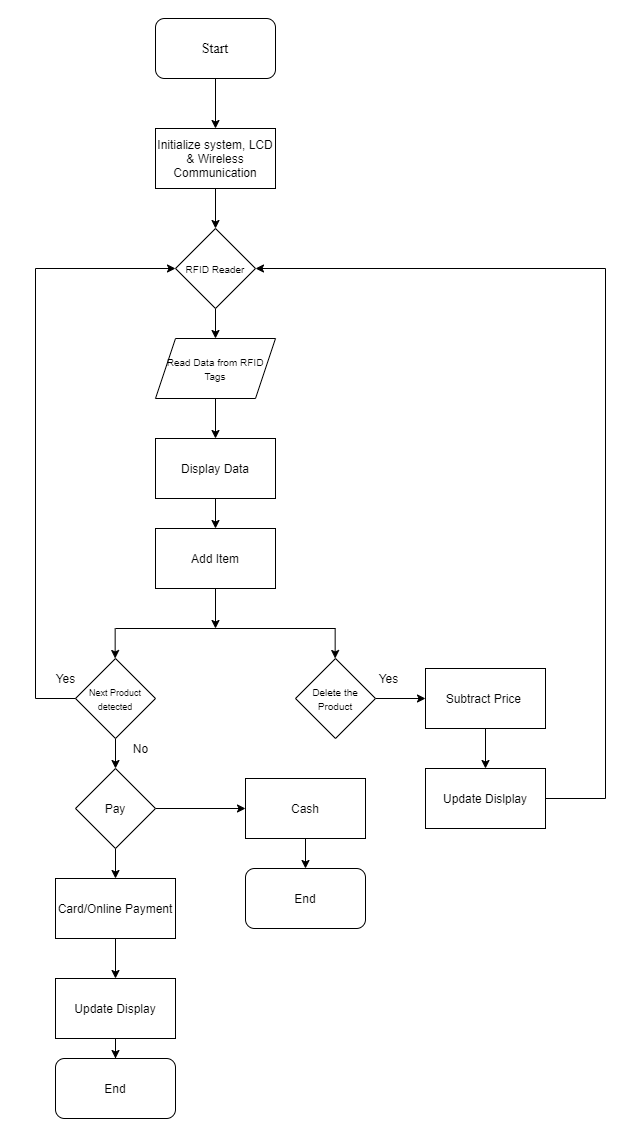 Start
Initialize system, LCD
& Wireless
Communication
RFID Reader
Read Data from RFID
Tags
Display Data
Add Item
Yes
Next Product
detected
Delete the
Product
Yes
Subtract Price
No
Update Dislplay
Pay
Cash
Card/Online Payment
End
Update Display
End